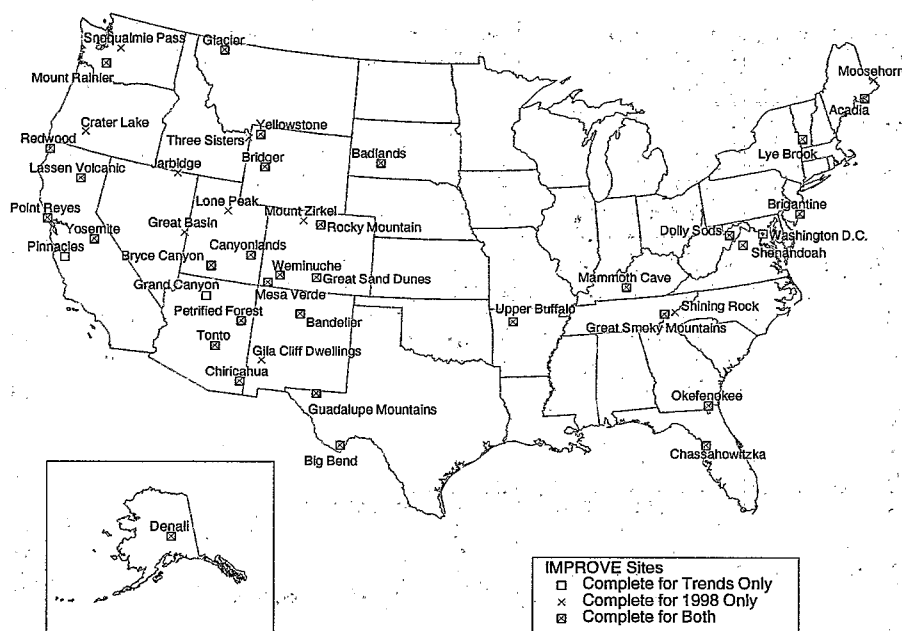 Snoqualmie Pass
Glacier
Moosehorn
Mount Rainier
Acadia
Crater Lake
Yellowstone
Three Sisters
Redwood
Badlands
Lye Brook
Bridger
Jarbidge
Lassen Volcanic
Lone Peak
Mount Zirkel
Brigantine
Point Reyes
Great Basin
Rocky Mountain
Dolly Sods
Washington D.C.
Yosemite
Pinnacles
Canyonlands
Shenandoah
Bryce Canyon
Weminuche
Great Sand Dunes
Mammoth Cave
Grand Canyon
Mesa Verde
Petrified Forest
Bandelier
Upper Buffalo
Shining Rock
Great Smoky Mountains
Tonto
Gila Cliff Dwellings
Chiricahua
Okefenokee
Guadalupe Mountains
Big Bend
Chassahowitzka
Denali
IMPROVE Sites
Complete for Trends Only
Complete for 1998 Only
Complete for Both